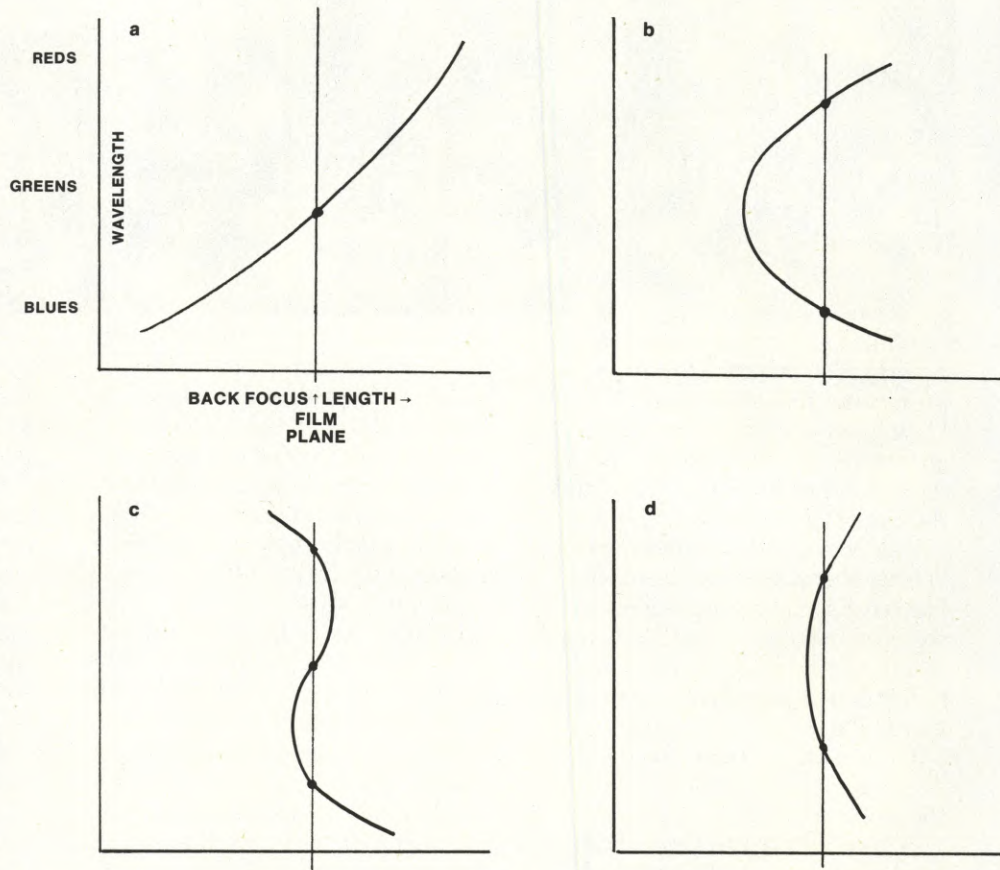 a
b
REDS
WAVELENGTH
GREENS
BLUES
BACK FOCUS ↑ LENGTH →
FILM
PLANE
c
d